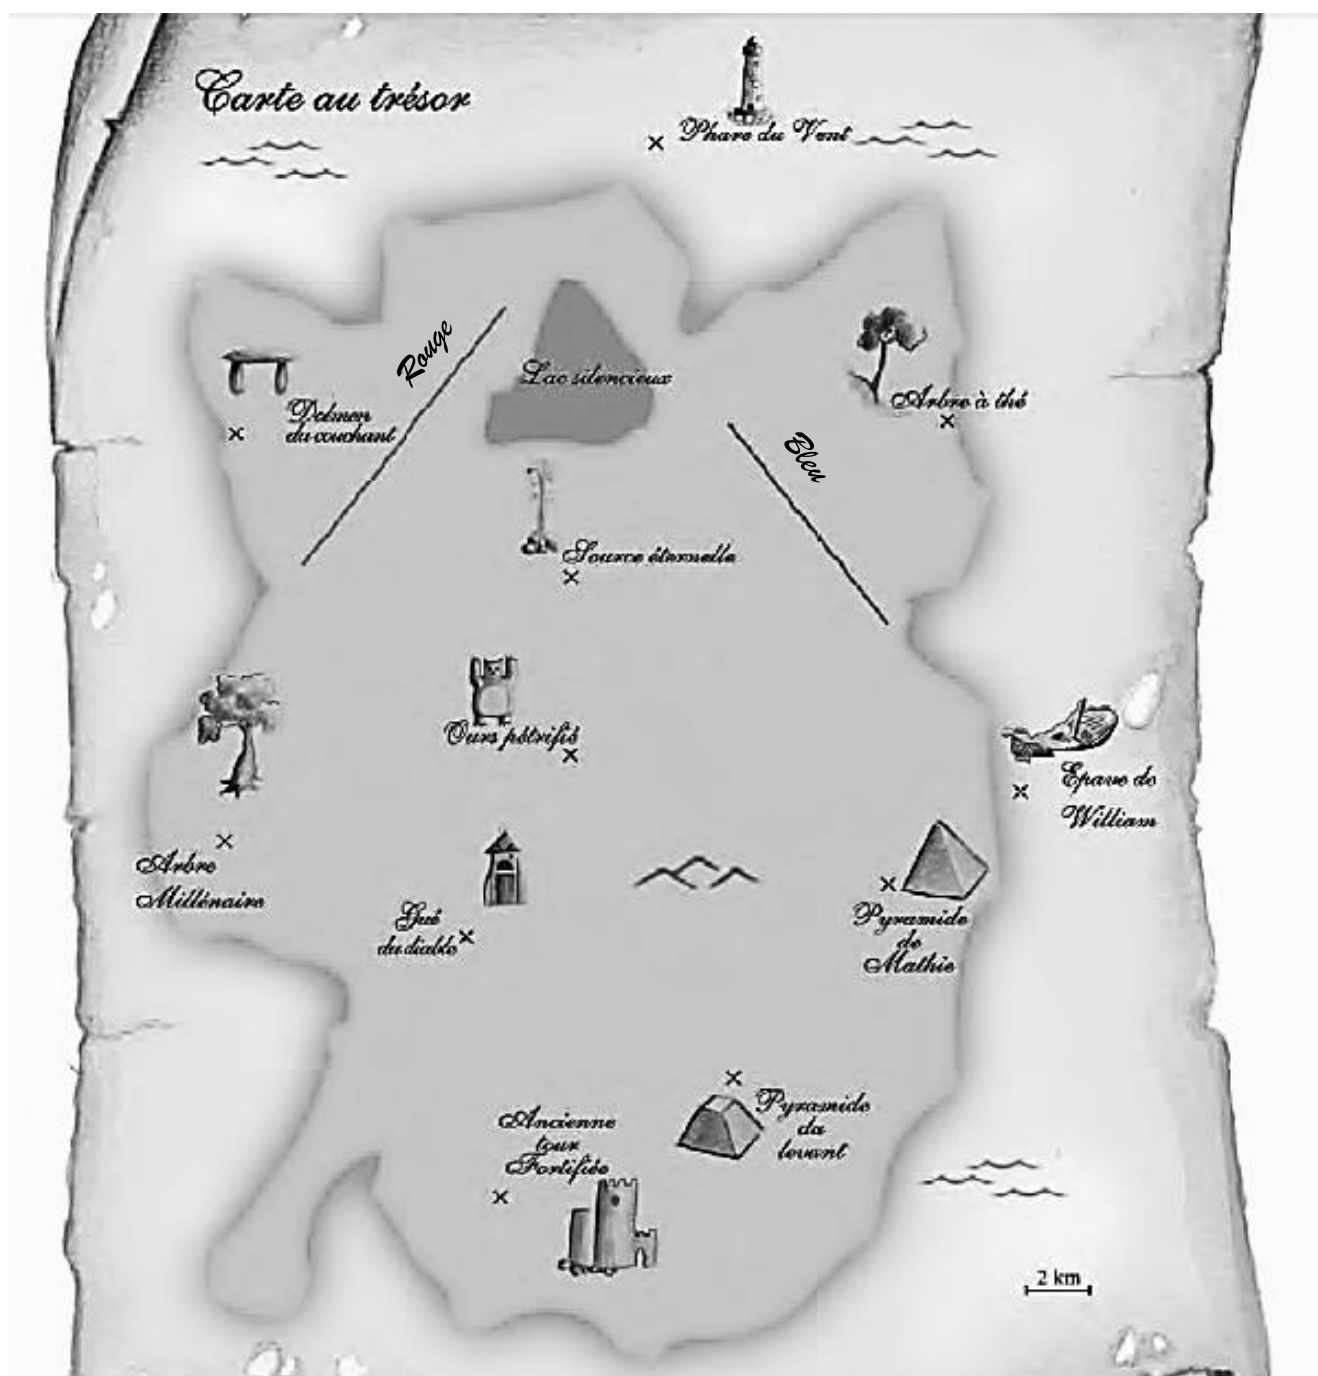 Carte au trésor
Phare du Vent
Rouge
Lac silencieux
Arbre à thé
Dolmen
du couchant
Bleu
Source éternelle
Ours pétrifié
Epave de
William
Arbre
Millénaire
Gué
du diable
Pyramide
de
Mathie
Pyramide
du
levant
Ancienne
tour
Fortifiée
2 km